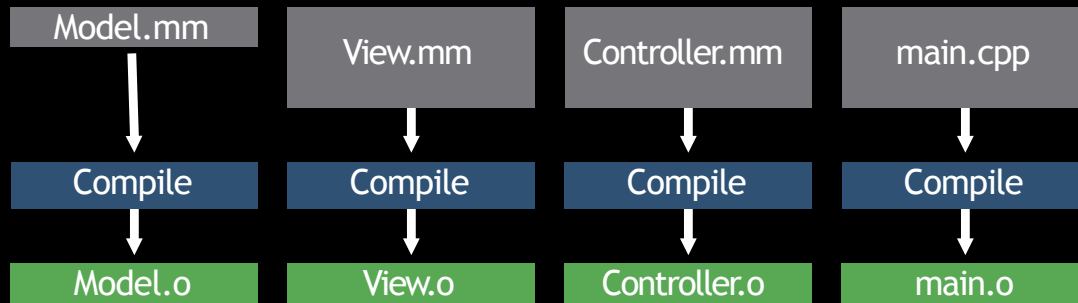 Model.mm
View.mm
Controller.mm
main.cpp
Compile
Compile
Compile
Compile
Model.o
View.o
Controller.o
main.o